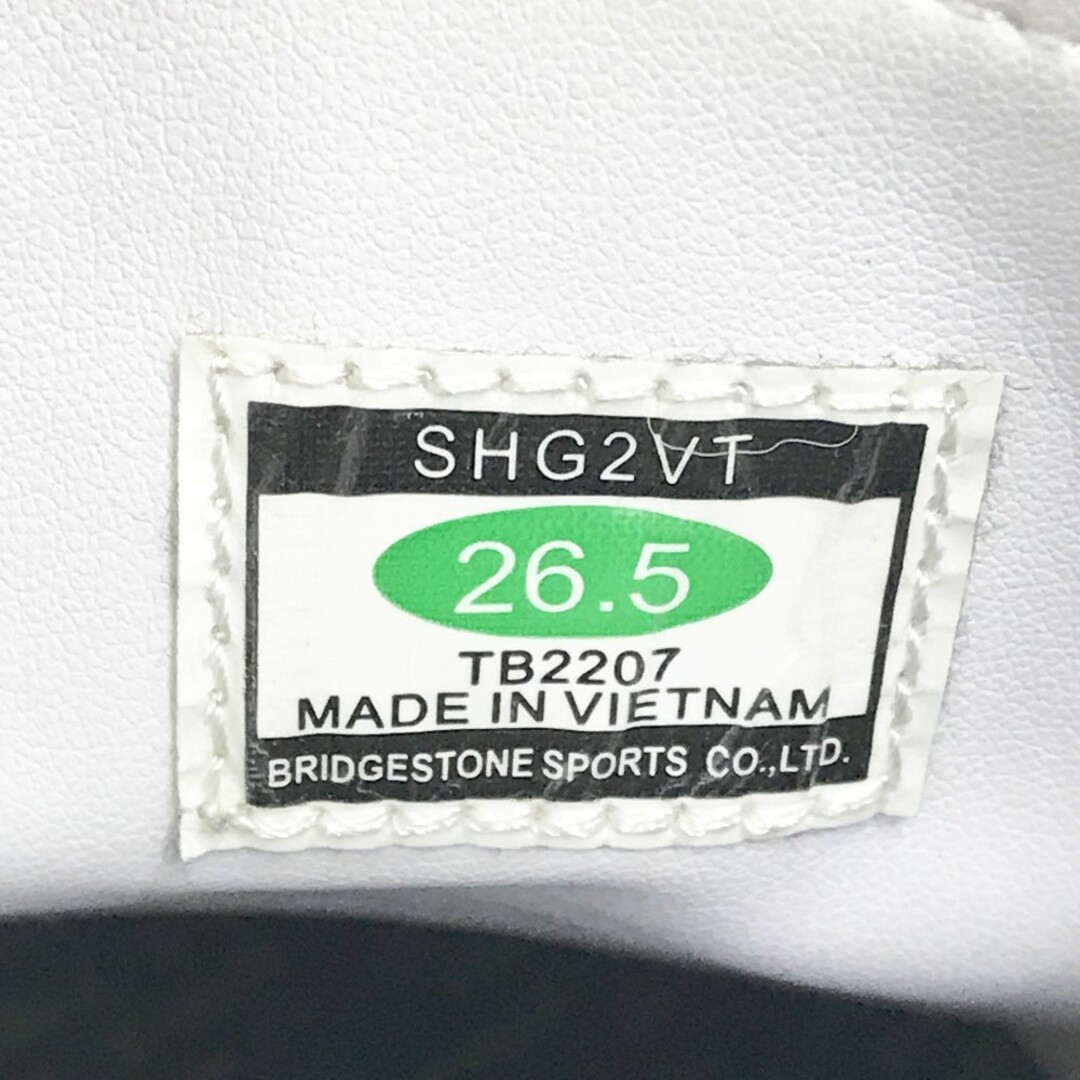 SHG2VT
26.5
TB2207
MADE IN VIETNAM
BRIDGESTONE SPORTS CO.,LTD.